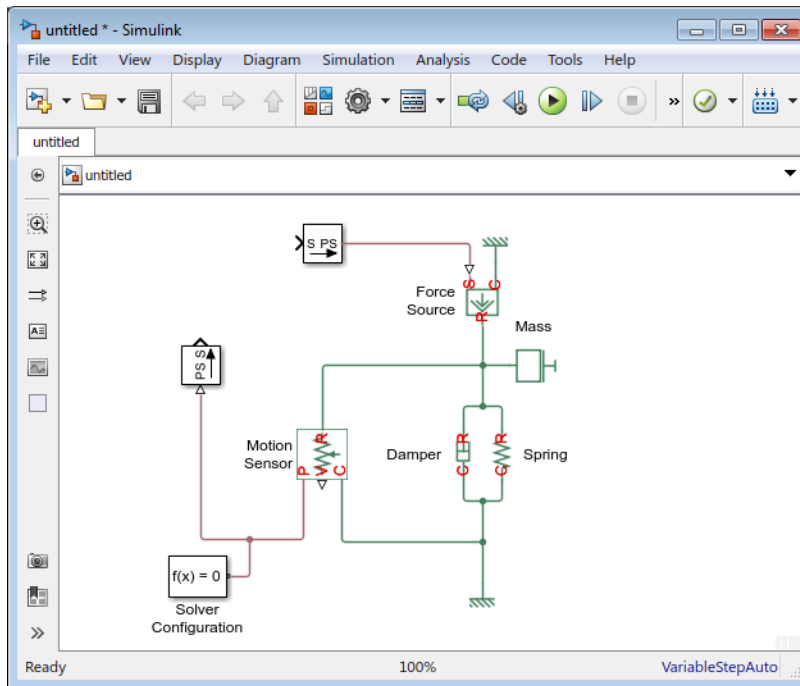 untitled * - Simulink
File Edit View Display Diagram Simulation Analysis Code Tools Help
»
untitled
untitled
S PS
S
C
Force
Source
R
Mass
PS S
Motion
Sensor
R
P
V
C
Damper
R
C
R
C
Spring
f(x) = 0
Solver
Configuration
Ready 100% VariableStepAuto